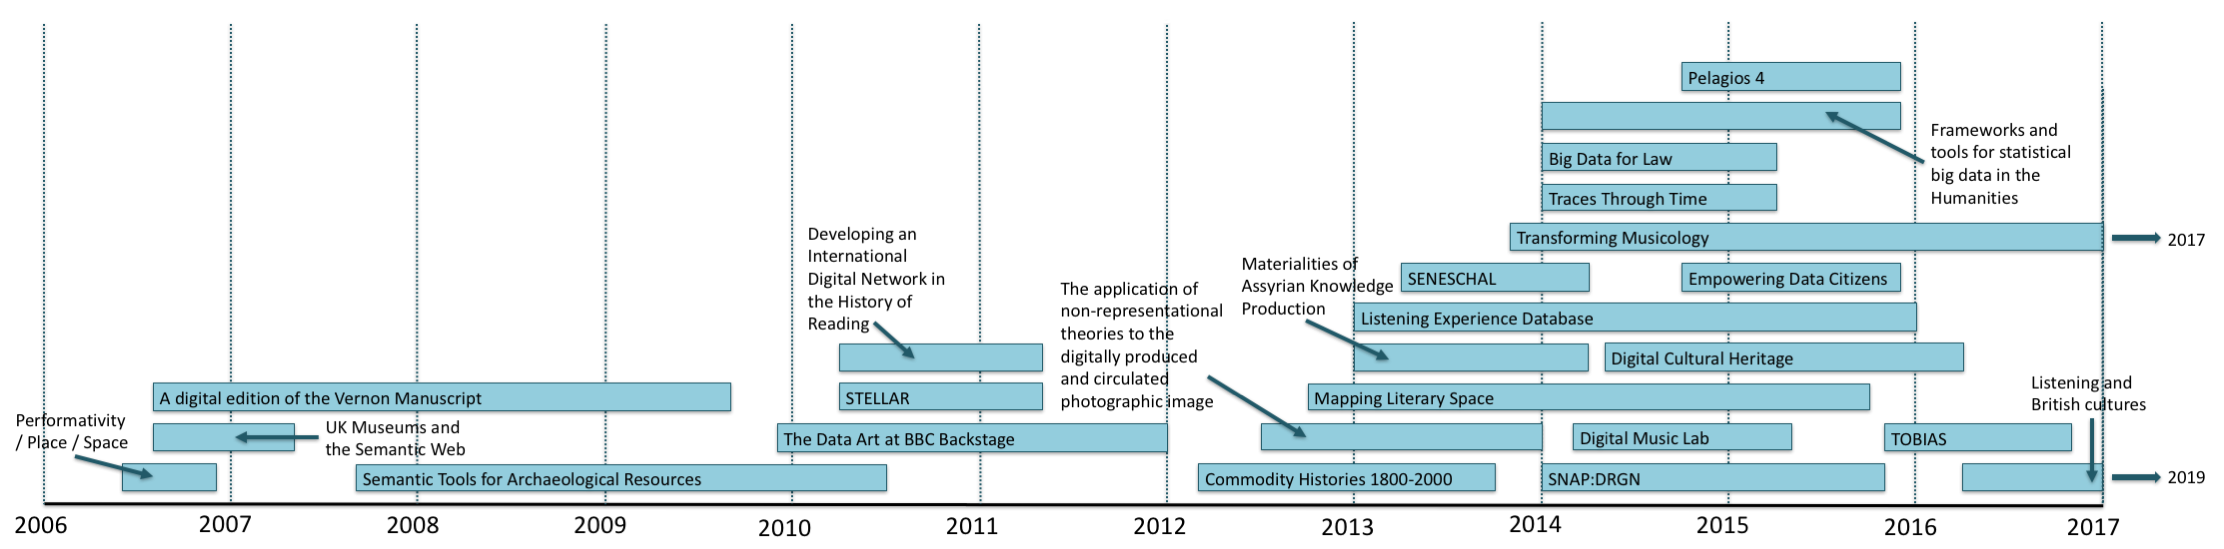 Pelagios 4
Frameworks and
tools for statistical
big data in the
Humanities
Big Data for Law
Traces Through Time
Transforming Musicology
2017
Developing an
International
Digital Network in
the History of
Reading
Materialities of
Assyrian Knowledge
Production
SENESCHAL
Empowering Data Citizens
The application of
non-representational
theories to the
digitally produced
and circulated
photographic image
Listening Experience Database
Digital Cultural Heritage
A digital edition of the Vernon Manuscript
STELLAR
Mapping Literary Space
Listening and
British cultures
Performativity
/ Place / Space
UK Museums and
the Semantic Web
The Data Art at BBC Backstage
Digital Music Lab
TOBIAS
Semantic Tools for Archaeological Resources
Commodity Histories 1800-2000
SNAP:DRGN
2019
2006 2007 2008 2009 2010 2011 2012 2013 2014 2015 2016 2017